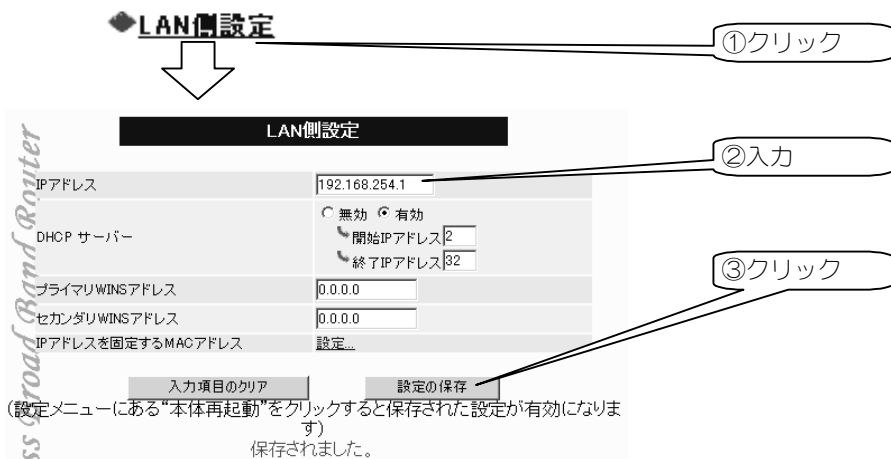 ◆LAN側設定
①クリック
LAN側設定
②入力
IPアドレス
192.168.254.1
DHCP サーバー
無効 有効
開始IPアドレス 2
終了IPアドレス 32
③クリック
プライマリWINSアドレス
0.0.0.0
セカンダリWINSアドレス
0.0.0.0
IPアドレスを固定するMACアドレス
設定...
入力項目のクリア
設定の保存
(設定メニューにある“本体再起動”をクリックすると保存された設定が有効になりま
す)
保存されました。
ss Broad Band Router